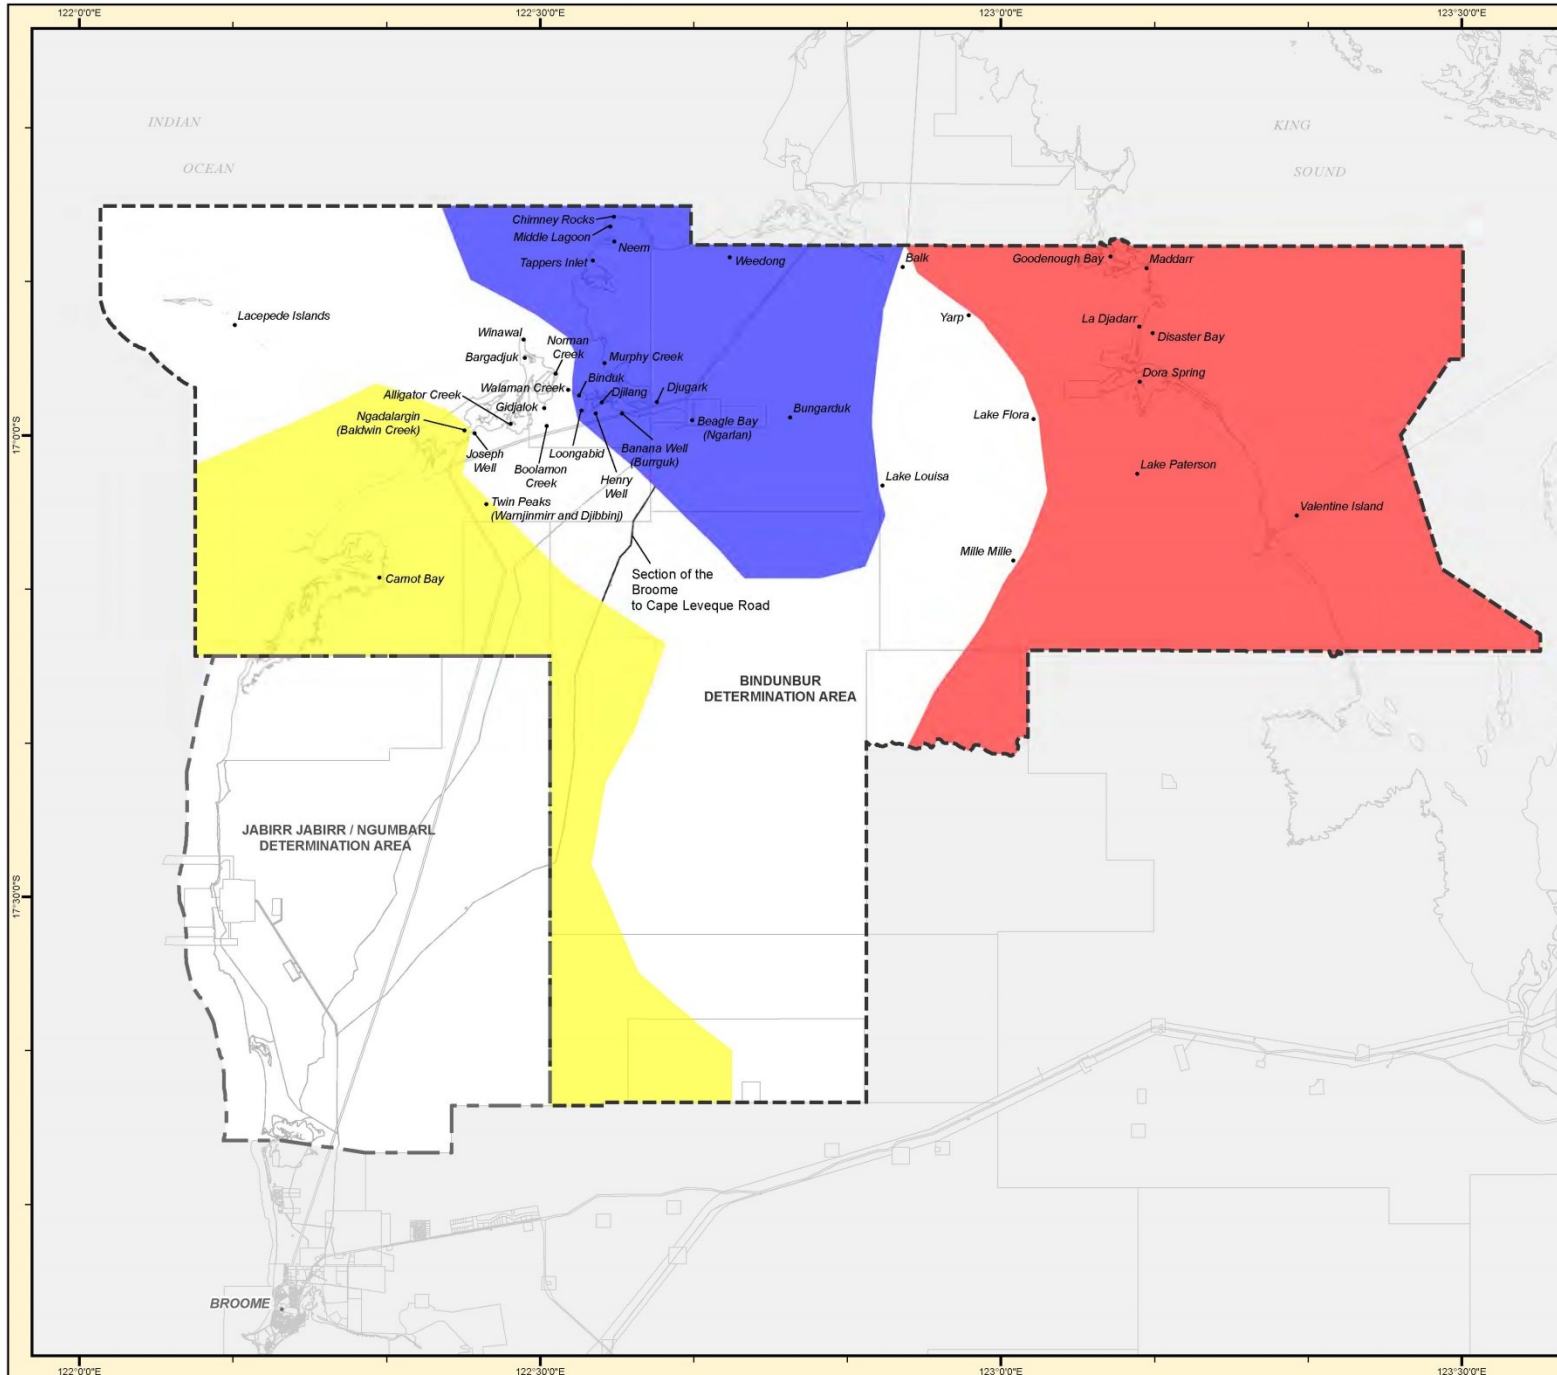 122°0'0"E
122°30'0"E
123°0'0"E
123°30'0"E
INDIAN
OCEAN
KING
SOUND
Chimney Rocks
Middle Lagoon
Neem
Tappers Inlet
Weedong
Balk
Goodenough Bay
Maddarr
Lacepede Islands
Winawal
Bargadjuk
Norman
Creek
Yarp
La Djadarr
Disaster Bay
Murphy Creek
Walaman Creek
Binduk
Djilang
Djugark
Dora Spring
Alligator Creek
Gidjalok
Ngadalargin
(Baldwin Creek)
Joseph
Well
Boolamon
Creek
Loongabid
Henry
Well
Banana Well
(Burrguk)
Beagle Bay
(Ngarlan)
Bungarduk
Lake Flora
17°0'0"S
Lake Louisa
Lake Paterson
Twin Peaks
(Warnjinmirr and Djibbinj)
Valentine Island
Mille Mille
Carnot Bay
Section of the
Broome
to Cape Leveque Road
BINDUNBUR
DETERMINATION AREA
JABIRR JABIRR / NGUMBARL
DETERMINATION AREA
17°30'0"S
BROOME
122°0'0"E
122°30'0"E
123°0'0"E
123°30'0"E